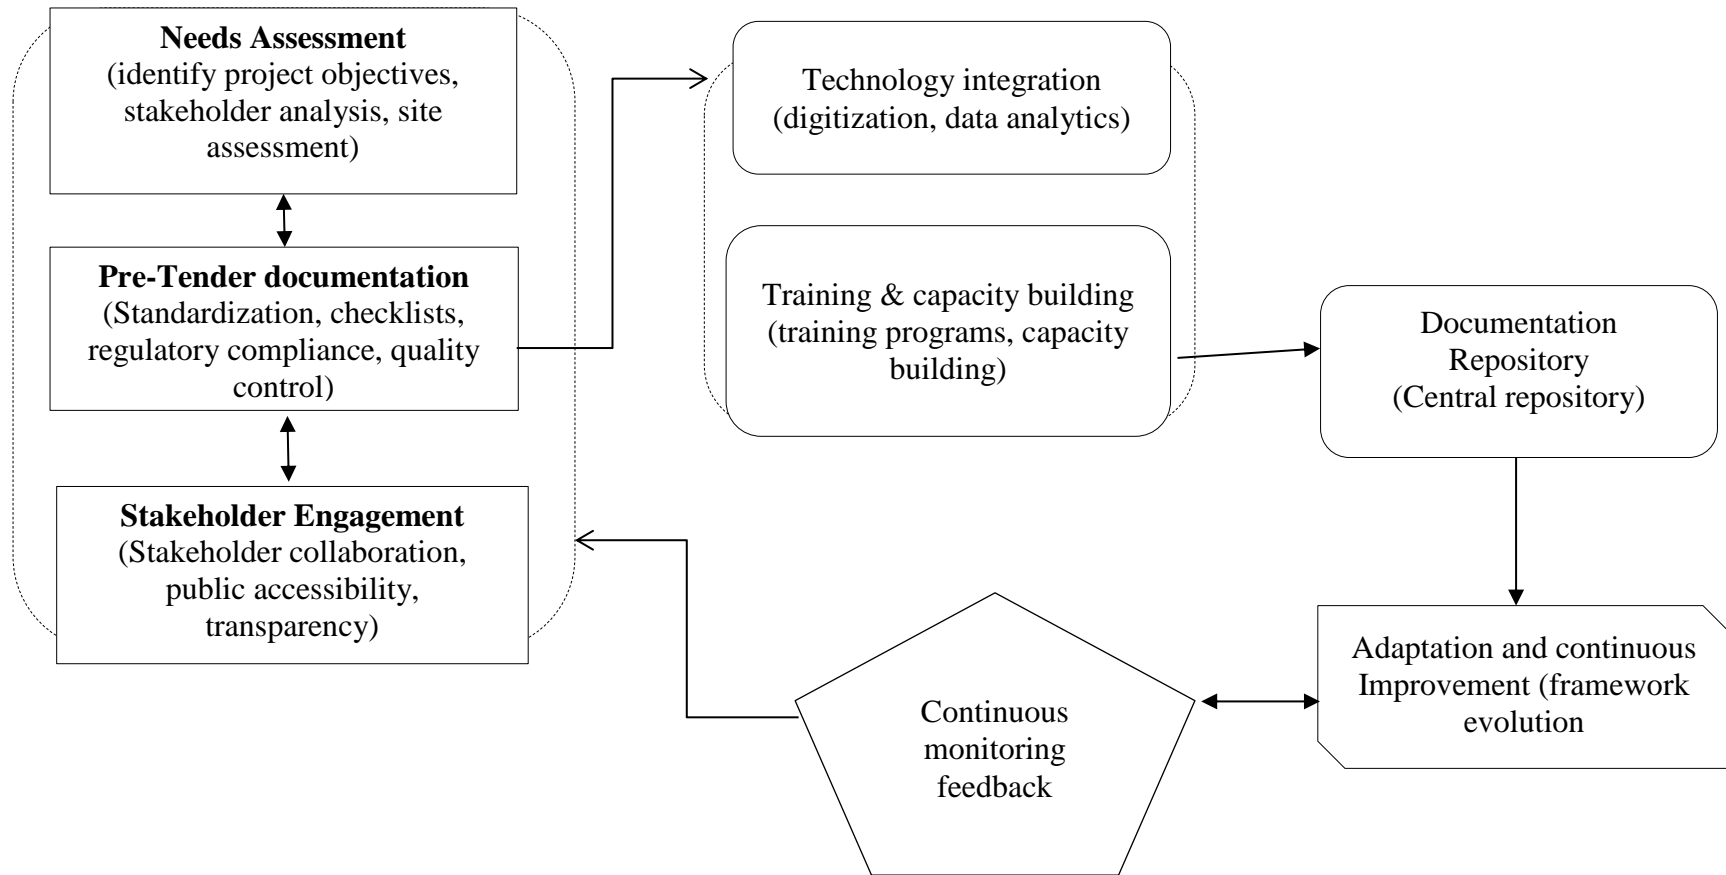 Needs Assessment
(identify project objectives,
stakeholder analysis, site
assessment)
Pre-Tender documentation
(Standardization, checklists,
regulatory compliance, quality
control)
Stakeholder Engagement
(Stakeholder collaboration,
public accessibility,
transparency)
Technology integration
(digitization, data analytics)
Training & capacity building
(training programs, capacity
building)
Documentation
Repository
(Central repository)
Adaptation and continuous
Improvement (framework
evolution
Continuous
monitoring
feedback